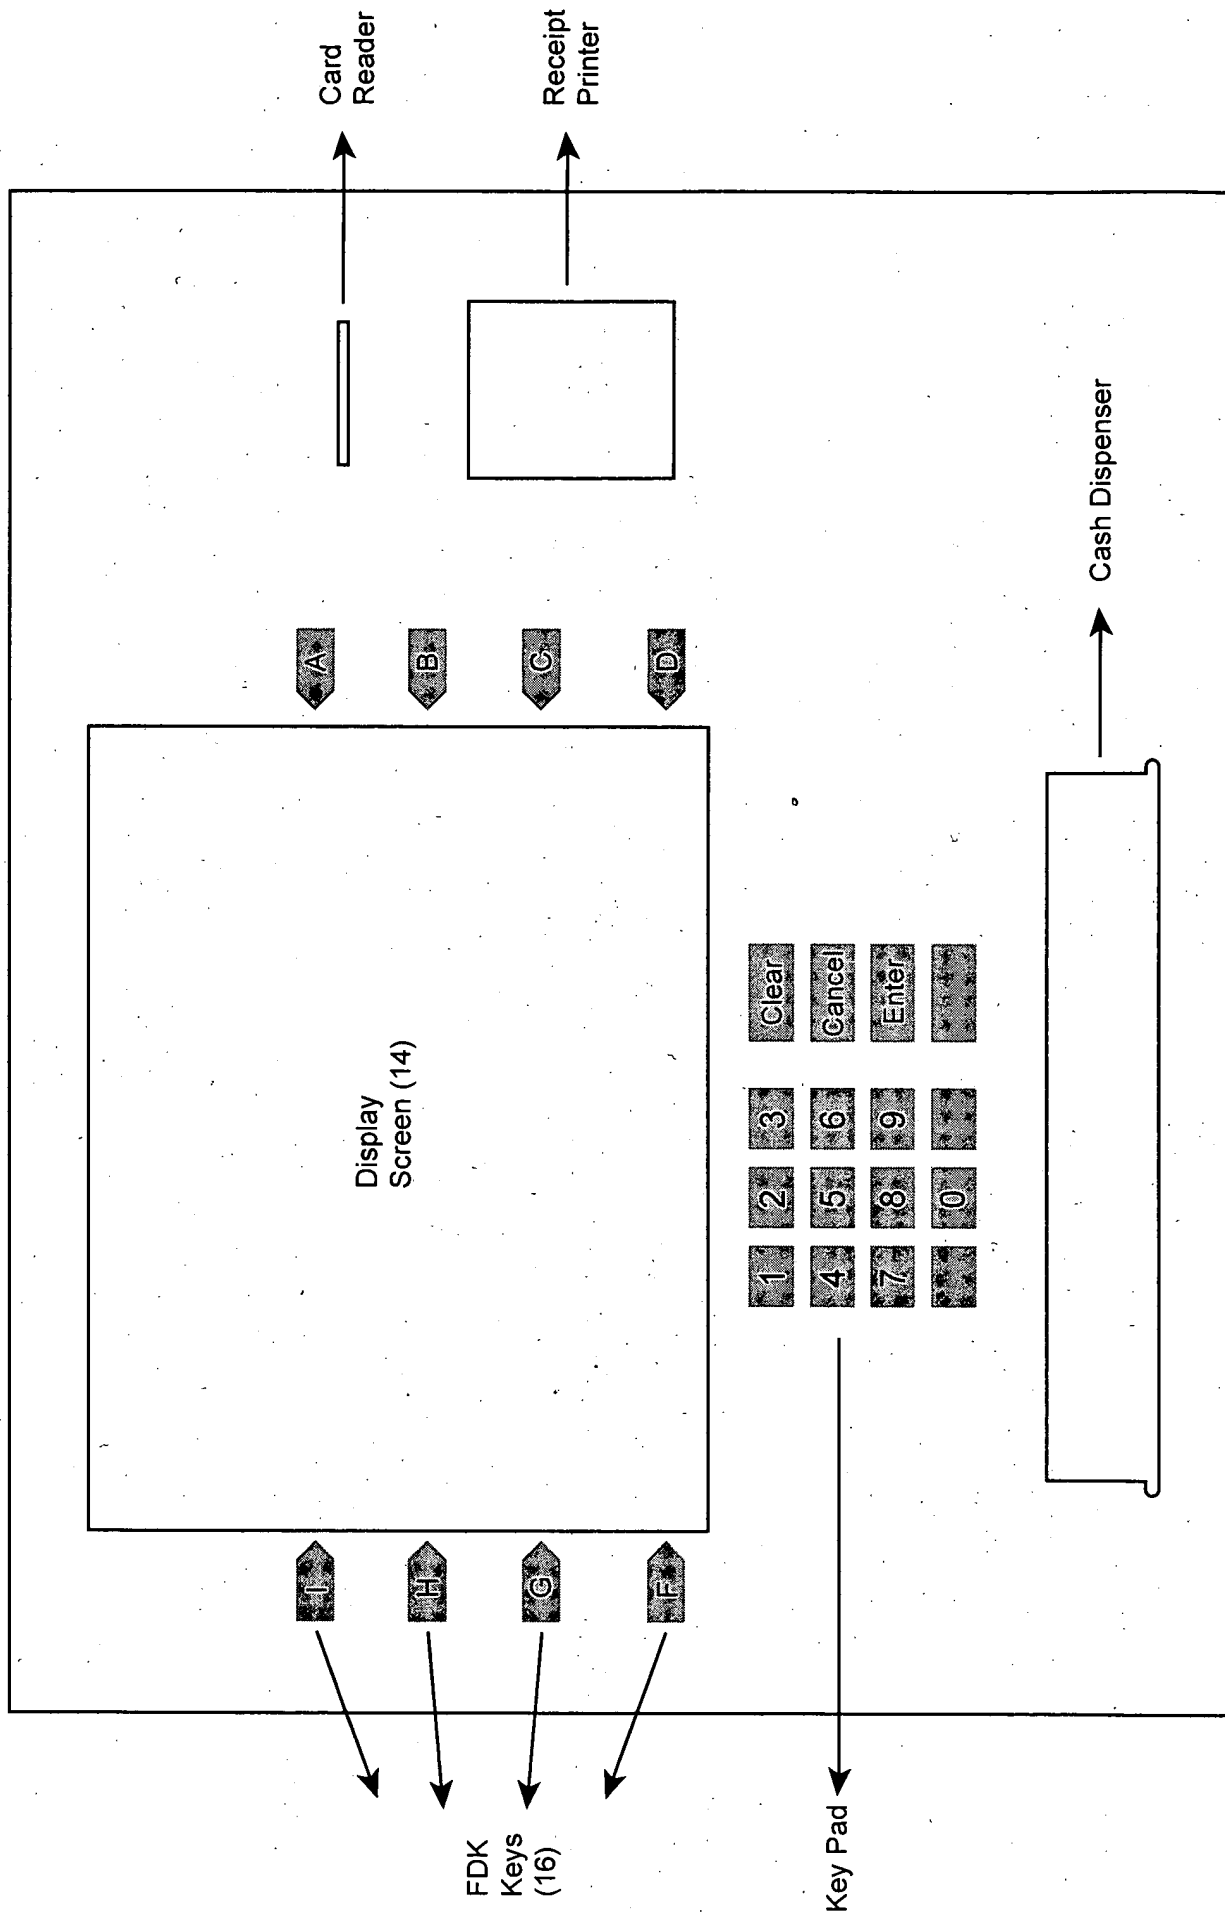 Card
Reader
Receipt
Printer
Cash Dispenser
A
B
C
D
Display
Screen (14)
I
H
G
F
FDK
Keys
(16)
1 2 3 Clear
4 5 6 Cancel
7 8 9 Enter
0
Key Pad